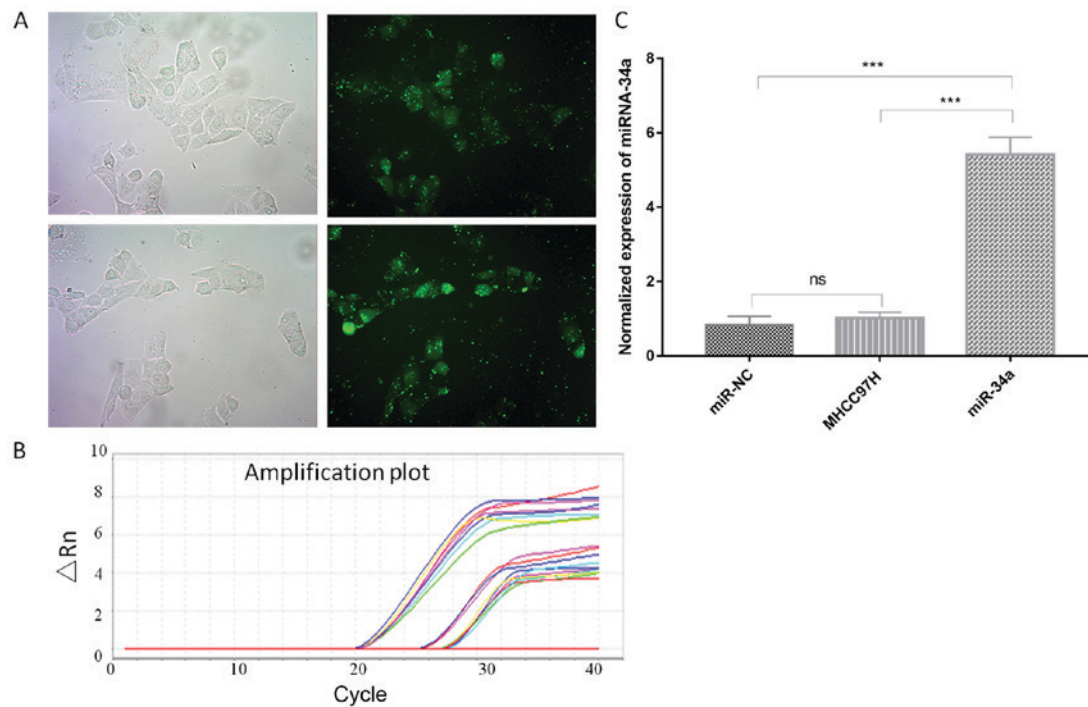 A
B
Amplification plot
△Rn
10
8
6
4
2
0
0 10 20 30 40
Cycle
C
Normalized expression of miRNA-34a
8
6
4
2
0
***
***
ns
miR-NC
MHCC97H
miR-34a